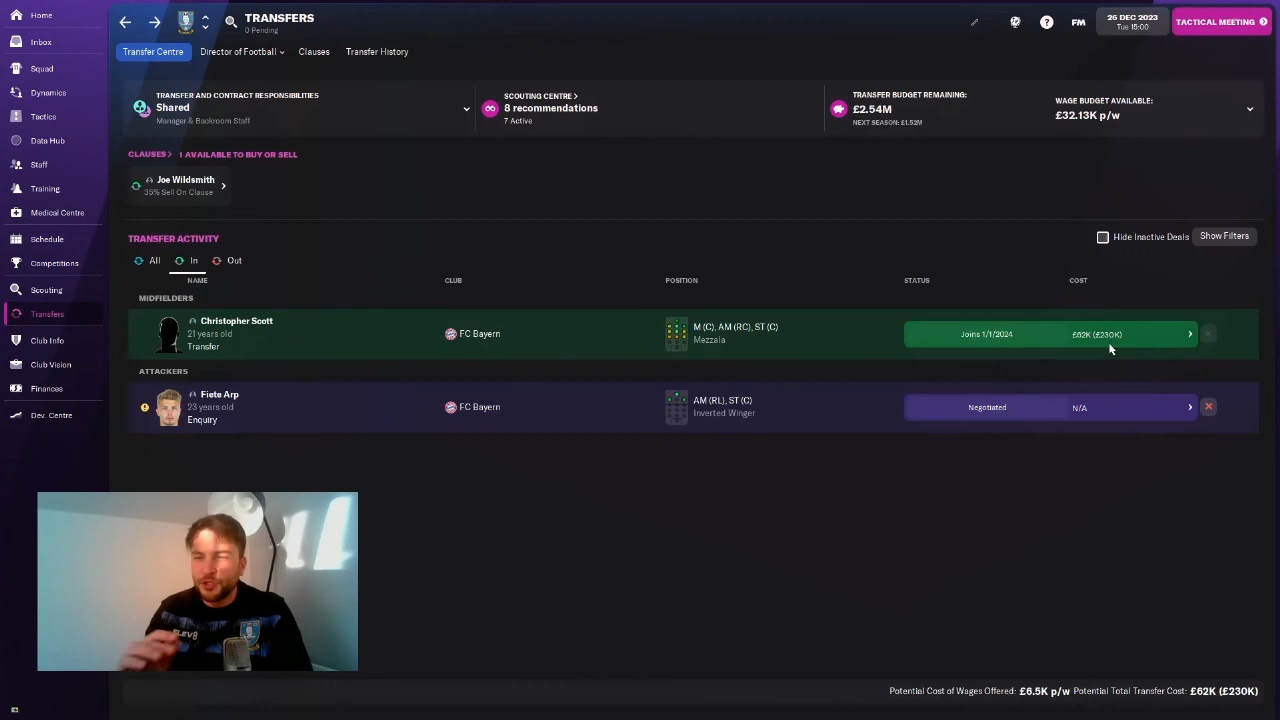 Home
Inbox
Squad
Dynamics
Tactics
Data Hub
Staff
Training
Medical Centre
Schedule
Competitions
Scouting
Transfers
Club Info
Club Vision
Finances
Dev. Centre
TRANSFERS
0 Pending
FM
26 DEC 2023
Tue 15:00
TACTICAL MEETING
Transfer Centre
Director of Football
Clauses
Transfer History
TRANSFER AND CONTRACT RESPONSIBILITIES
Shared
Manager & Backroom Staff
SCOUTING CENTRE >
8 recommendations
7 Active
TRANSFER BUDGET REMAINING:
£2.54M
NEXT SEASON: £1.52M
WAGE BUDGET AVAILABLE:
£32.13K p/w
CLAUSES > 1 AVAILABLE TO BUY OR SELL
Joe Wildsmith
35% Sell On Clause
TRANSFER ACTIVITY
Hide Inactive Deals
Show Filters
All In Out
NAME CLUB POSITION STATUS COST
MIDFIELDERS
Christopher Scott
21 years old
Transfer
FC Bayern
M (C), AM (RC), ST (C)
Mezzala
Joins 1/1/2024
£62K (£230K)
ATTACKERS
Fiete Arp
23 years old
Enquiry
FC Bayern
AM (RL), ST (C)
Inverted Winger
Negotiated
N/A
ELEV8
Potential Cost of Wages Offered: £6.5K p/w Potential Total Transfer Cost: £62K (£230K)